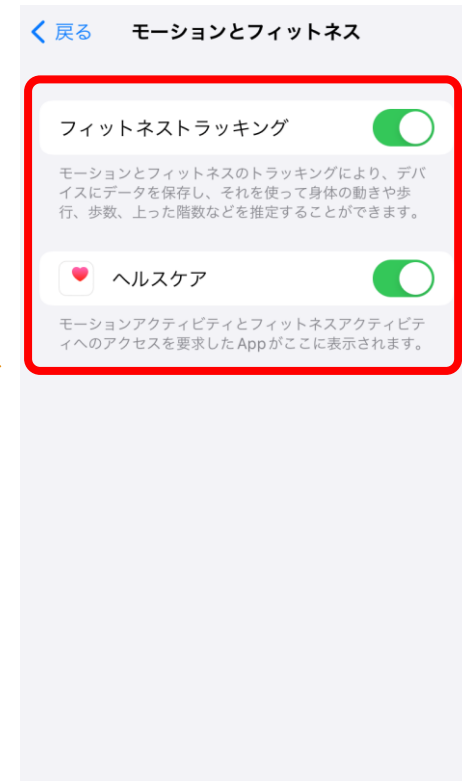 戻る モーションとフィットネス
フィットネストラッキング
モーションとフィットネスのトラッキングにより、デバ
イスにデータを保存し、それを使って身体の動きや歩
行、歩数、上った階数などを推定することができます。
ヘルスケア
モーションアクティビティとフィットネスアクティビテ
ィへのアクセスを要求したAppがここに表示されます。